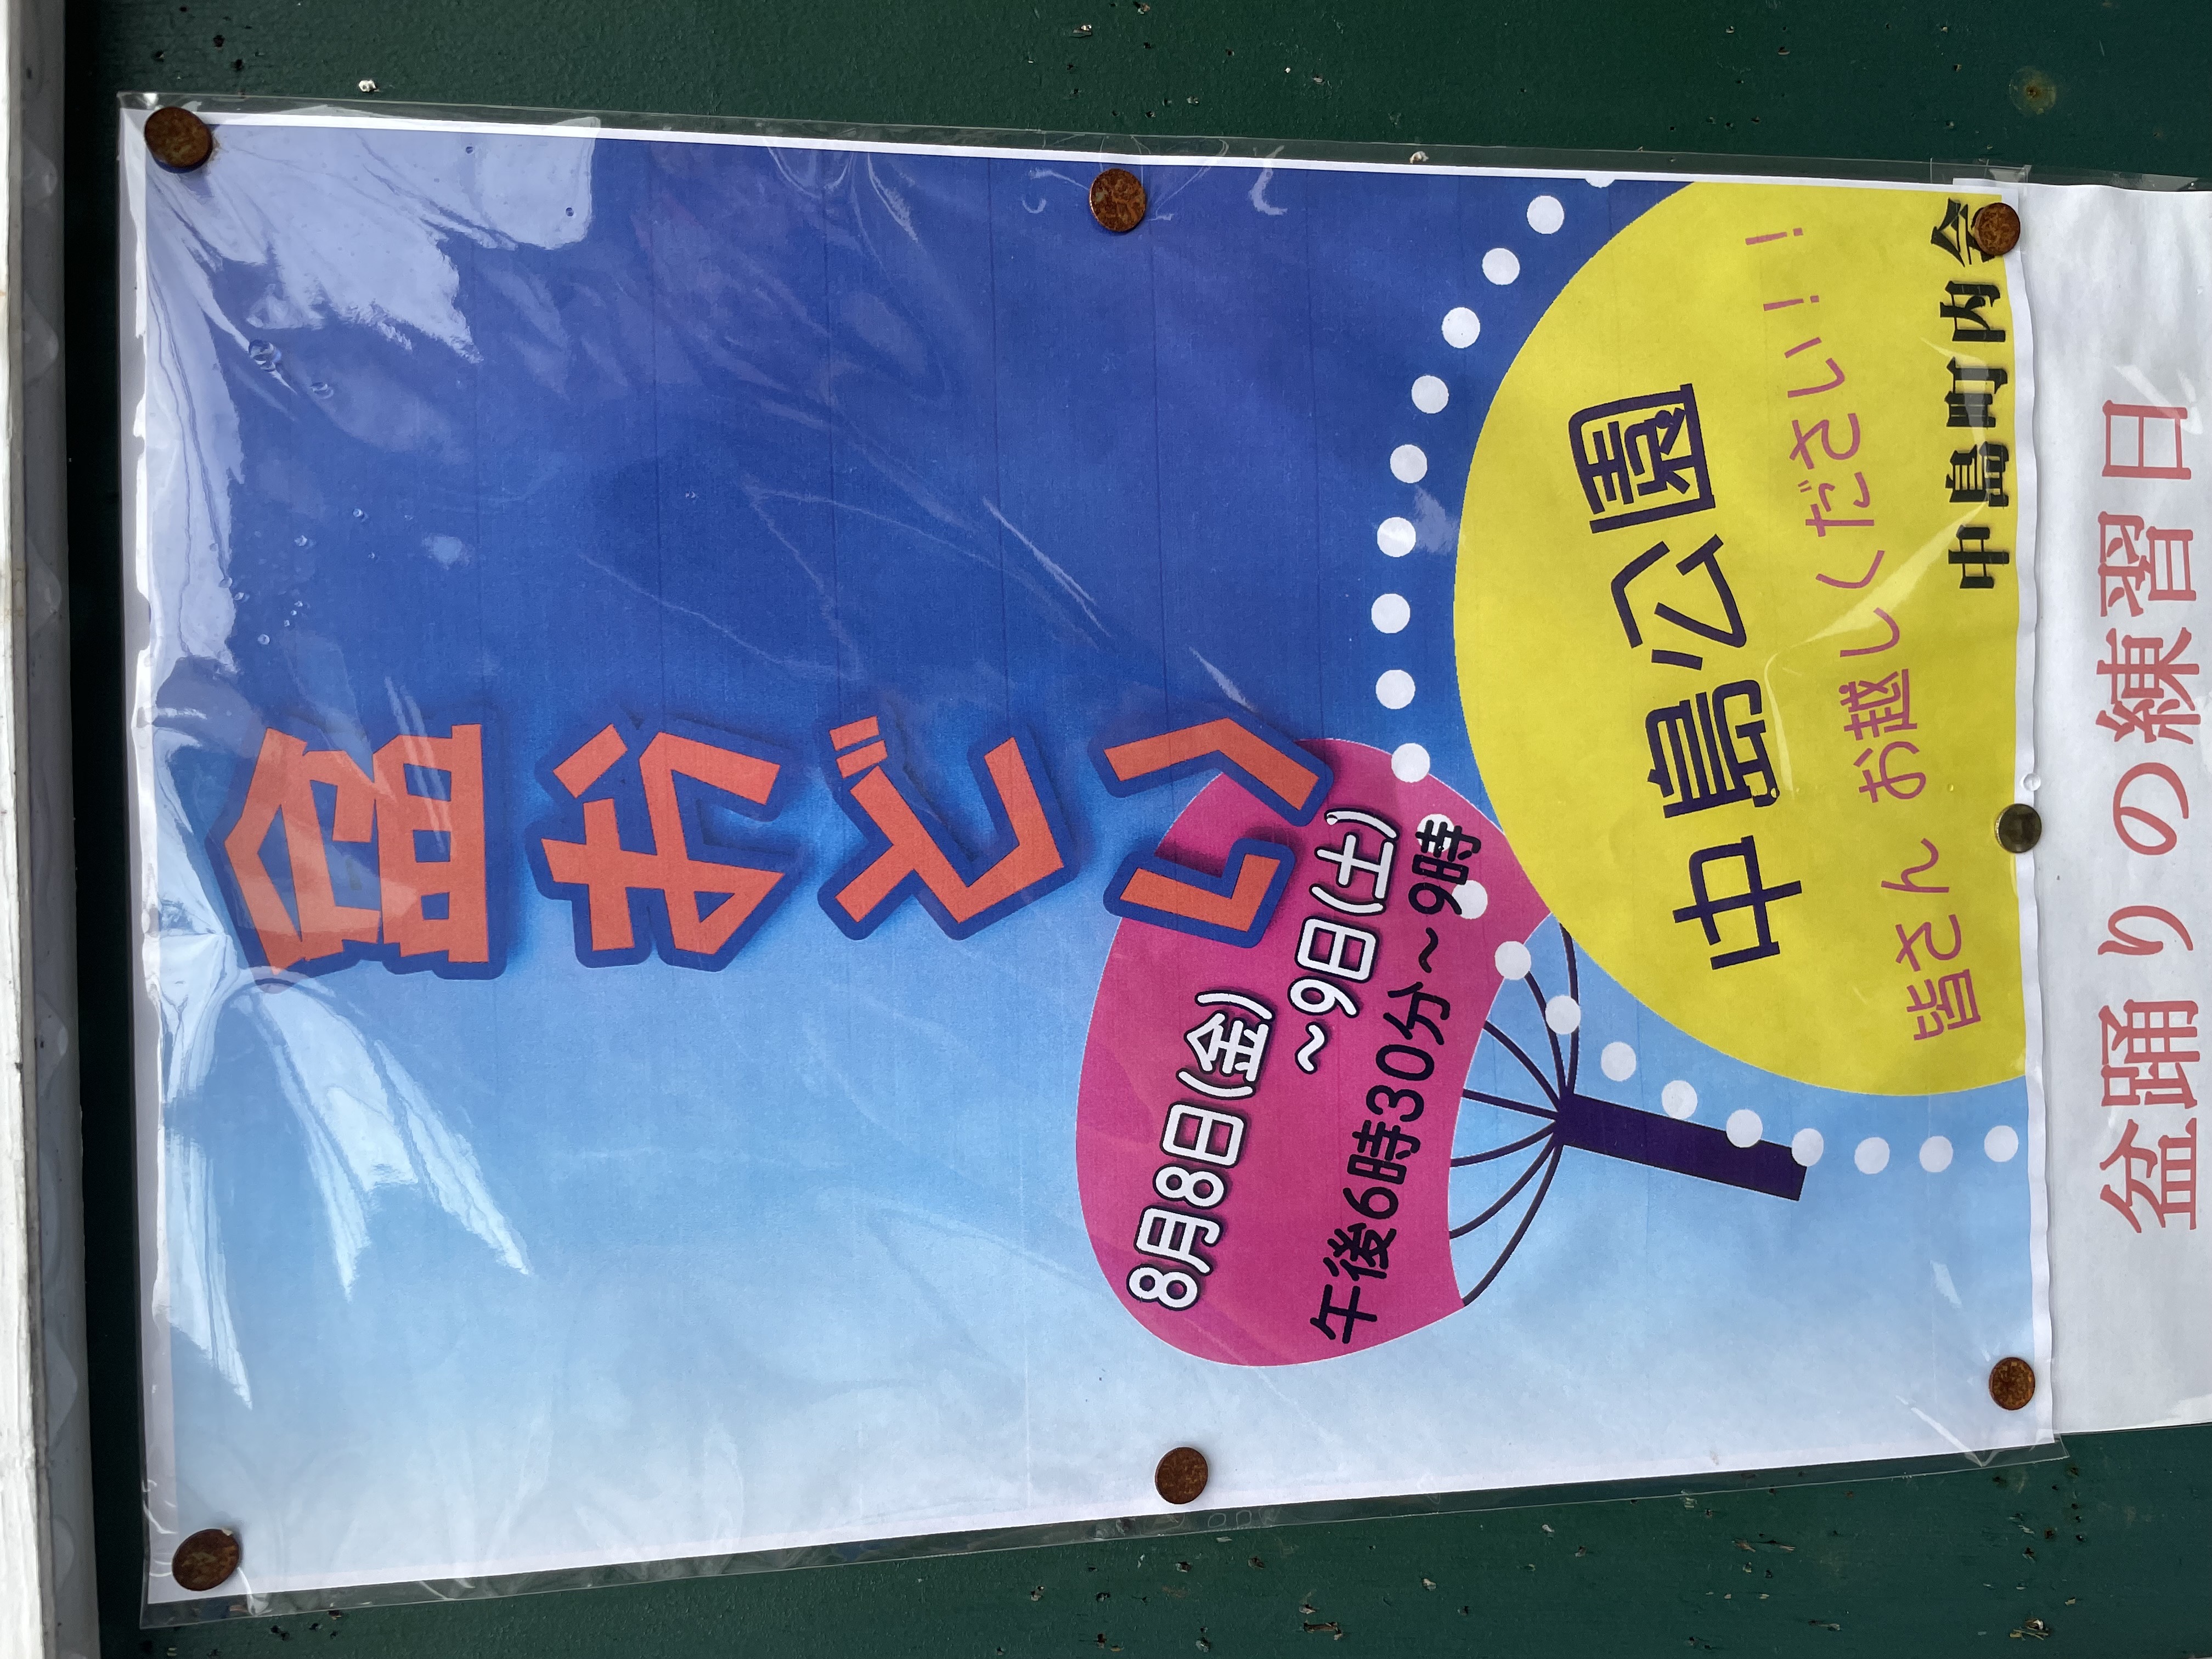 盆おどり
8月8日(金)
~9日(土)
午後6時30分~9時
中島公園
皆さん お越しください!!
中島町内会
盆踊りの練習日